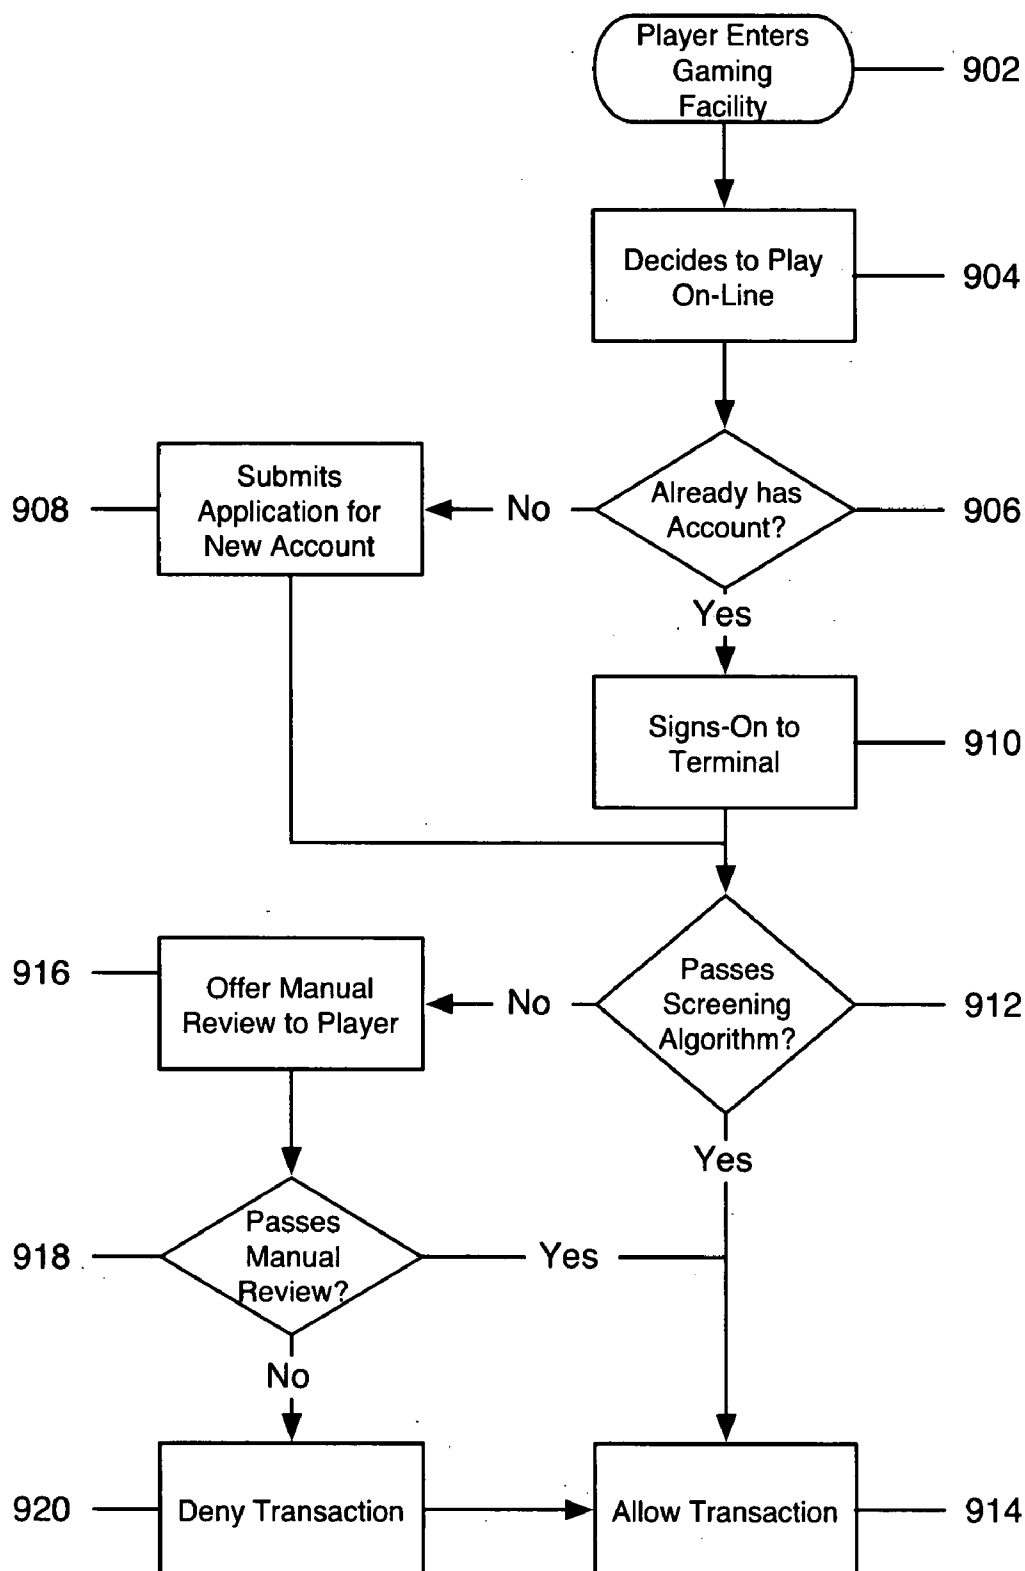 Player Enters
Gaming
Facility
902
Decides to Play
On-Line
904
Submits
Application for
New Account
908
No
Already has
Account?
906
Yes
Signs-On to
Terminal
910
916
Offer Manual
Review to Player
No
Passes
Screening
Algorithm?
912
Yes
918
Passes
Manual
Review?
Yes
No
920
Deny Transaction
Allow Transaction
914